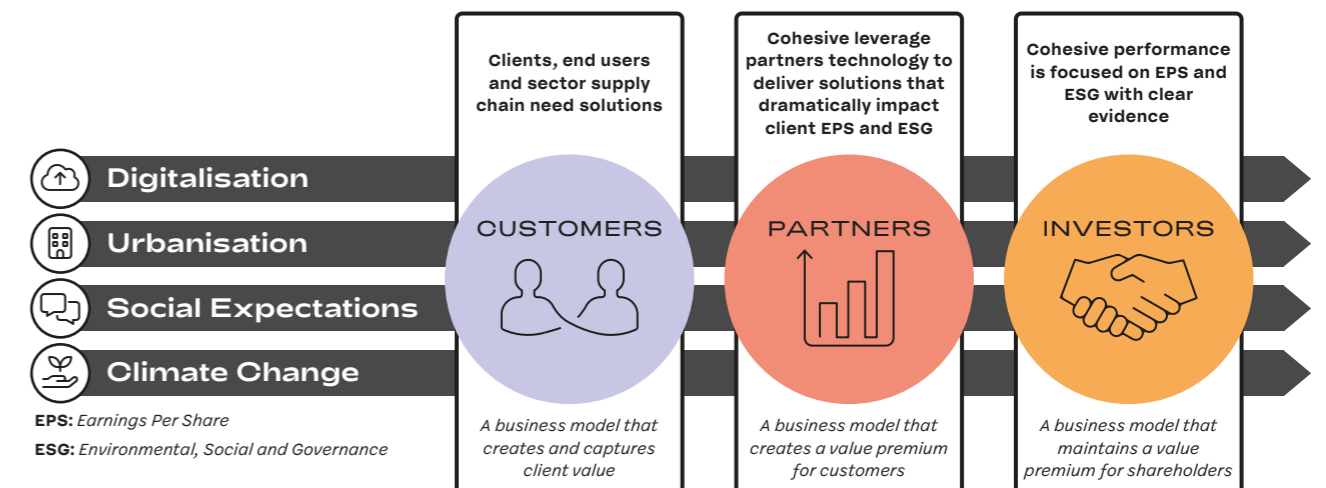 Clients, end users
and sector supply
chain need solutions
Cohesive leverage
partners technology to
deliver solutions that
dramatically impact
client EPS and ESG
Cohesive performance
is focused on EPS and
ESG with clear
evidence
Digitalisation
Urbanisation
Social Expectations
Climate Change
CUSTOMERS
PARTNERS
INVESTORS
EPS: Earnings Per Share
ESG: Environmental, Social and Governance
A business model that
creates and captures
client value
A business model that
creates a value premium
for customers
A business model that
maintains a value
premium for shareholders